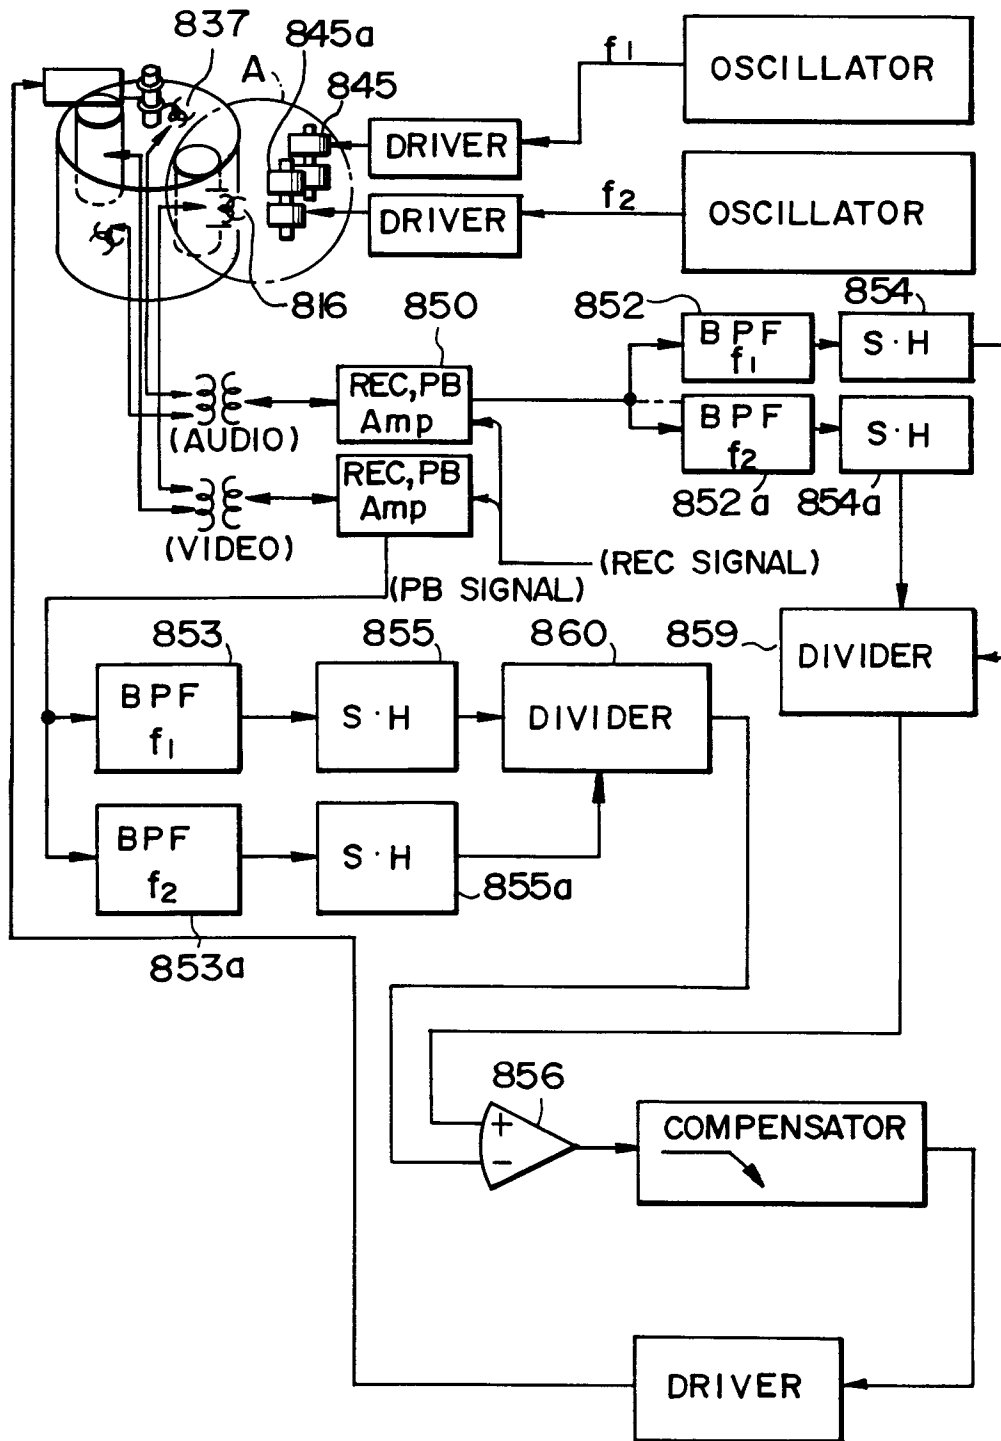 837
845a
A
845
f1
OSCILLATOR
DRIVER
f2
OSCILLATOR
DRIVER
816
850
852
854
BPF
f1
S·H
REC,PB
Amp
(AUDIO)
BPF
f2
S·H
852a
854a
REC,PB
Amp
(VIDEO)
(REC SIGNAL)
(PB SIGNAL)
853
855
860
859
DIVIDER
BPF
f1
S·H
DIVIDER
BPF
f2
S·H
855a
853a
856
+
-
COMPENSATOR
DRIVER